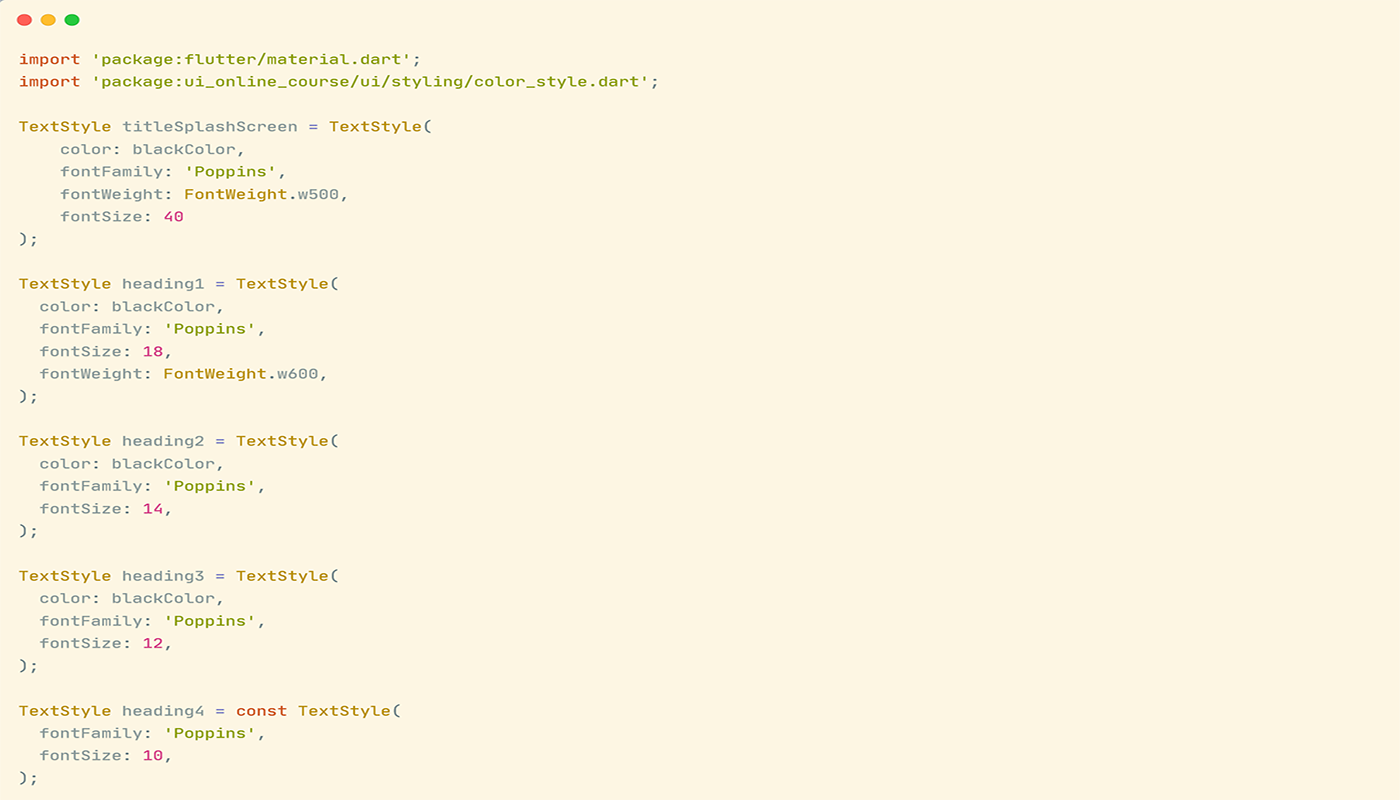 import 'package:flutter/material.dart';
import 'package:ui_online_course/ui/styling/color_style.dart';

TextStyle titleSplashScreen = TextStyle(
    color: blackColor,
    fontFamily: 'Poppins',
    fontWeight: FontWeight.w500,
    fontSize: 40
);

TextStyle heading1 = TextStyle(
  color: blackColor,
  fontFamily: 'Poppins',
  fontSize: 18,
  fontWeight: FontWeight.w600,
);

TextStyle heading2 = TextStyle(
  color: blackColor,
  fontFamily: 'Poppins',
  fontSize: 14,
);

TextStyle heading3 = TextStyle(
  color: blackColor,
  fontFamily: 'Poppins',
  fontSize: 12,
);

TextStyle heading4 = const TextStyle(
  fontFamily: 'Poppins',
  fontSize: 10,
);